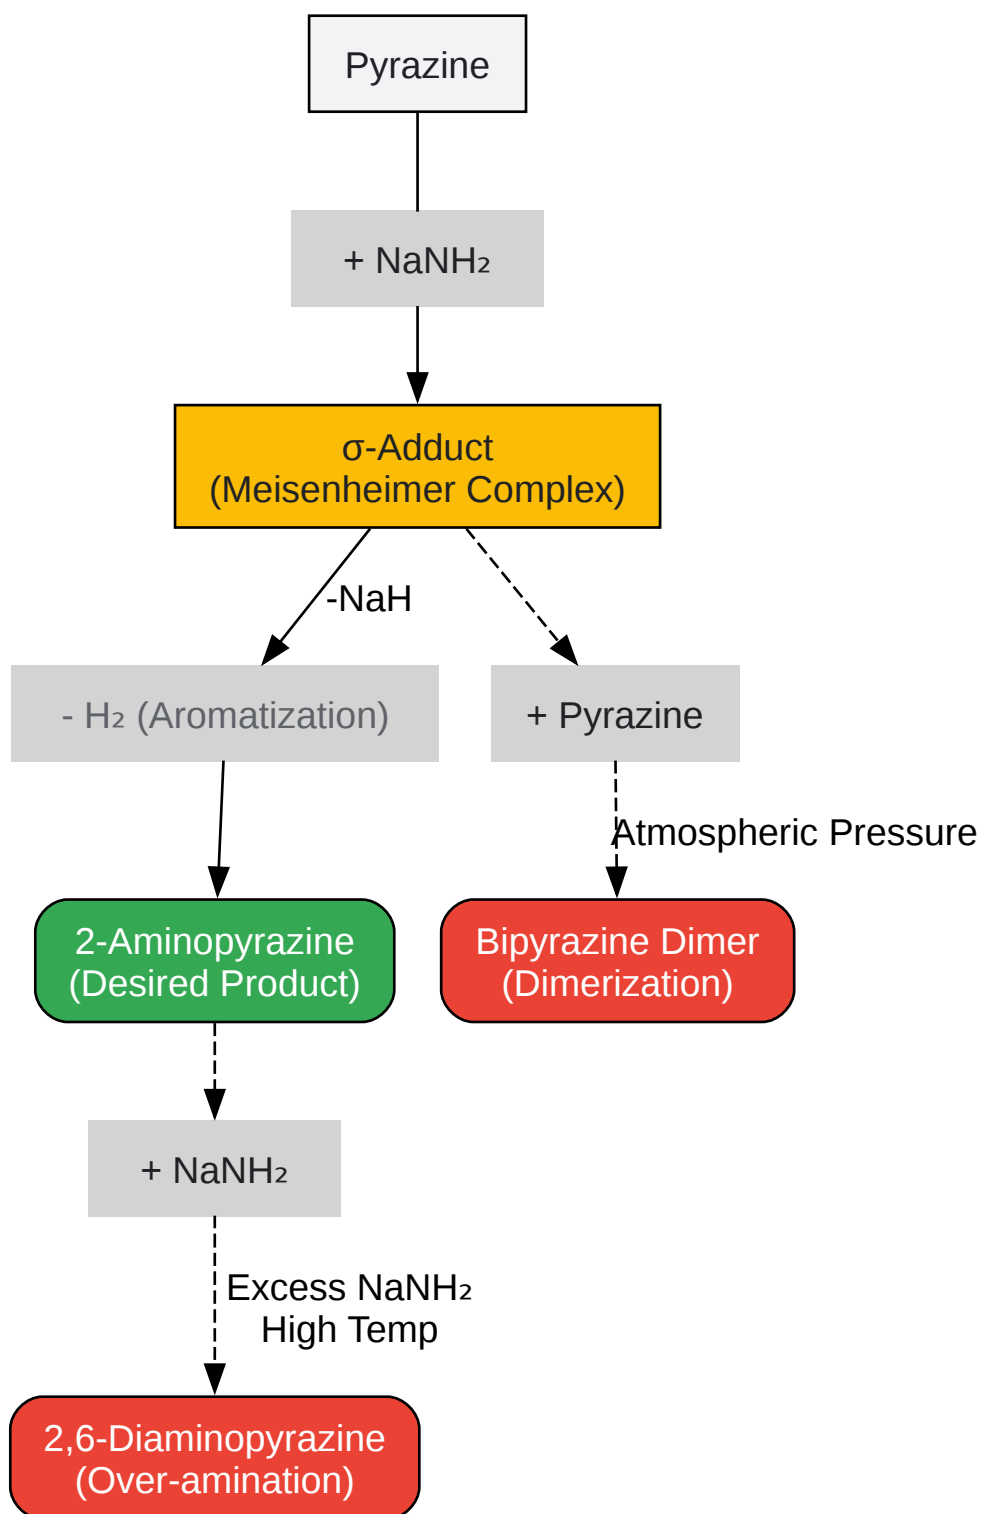 Pyrazine
+ NaNH₂
σ-Adduct
(Meisenheimer Complex)
-NaH
- H₂ (Aromatization)
+ Pyrazine
Atmospheric Pressure
2-Aminopyrazine
(Desired Product)
Bipyrazine Dimer
(Dimerization)
+ NaNH₂
Excess NaNH₂
High Temp
2,6-Diaminopyrazine
(Over-amination)